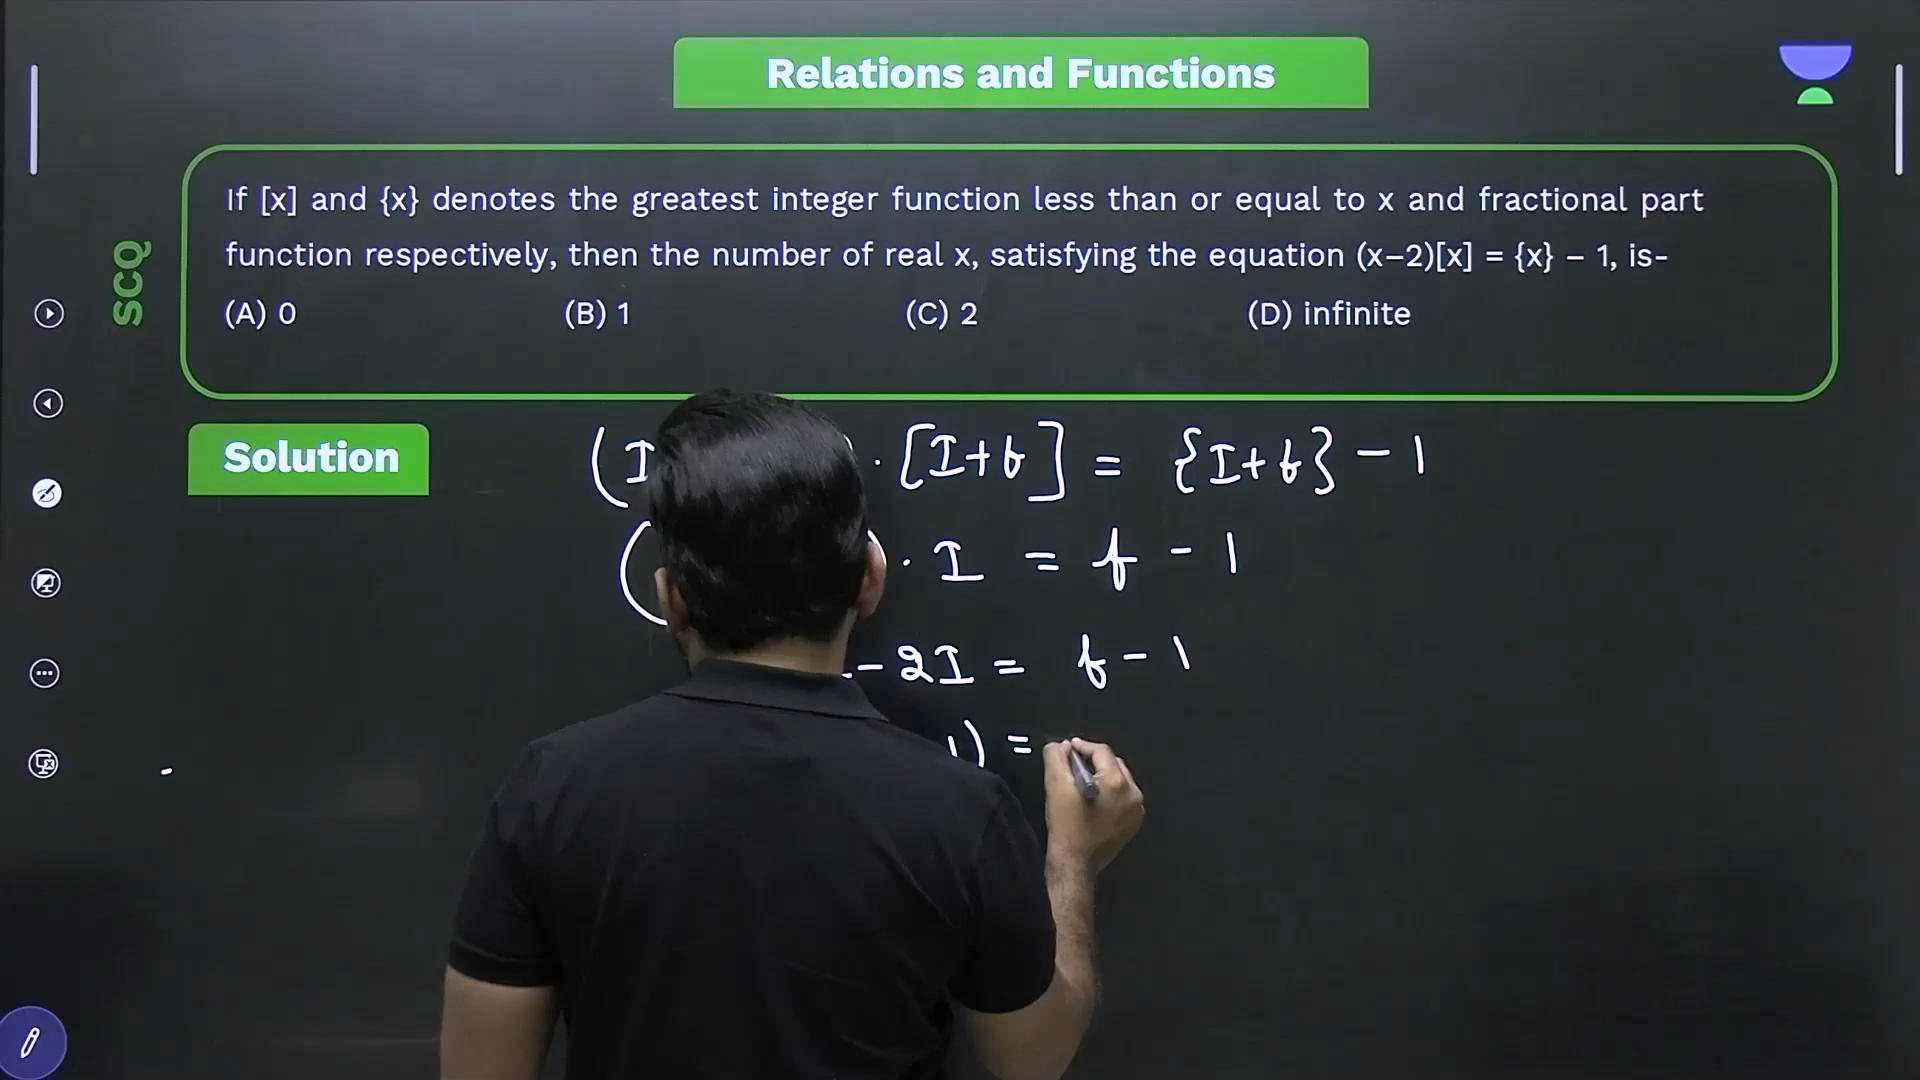 Relations and Functions
SCQ
If [x] and {x} denotes the greatest integer function less than or equal to x and fractional part
function respectively, then the number of real x, satisfying the equation (x–2)[x] = {x} – 1, is-
(A) 0 (B) 1 (C) 2 (D) infinite
Solution
(I ) · [I+f] = {I+f} - 1
( ) · I = f - 1
- 2I = f - 1
1) =